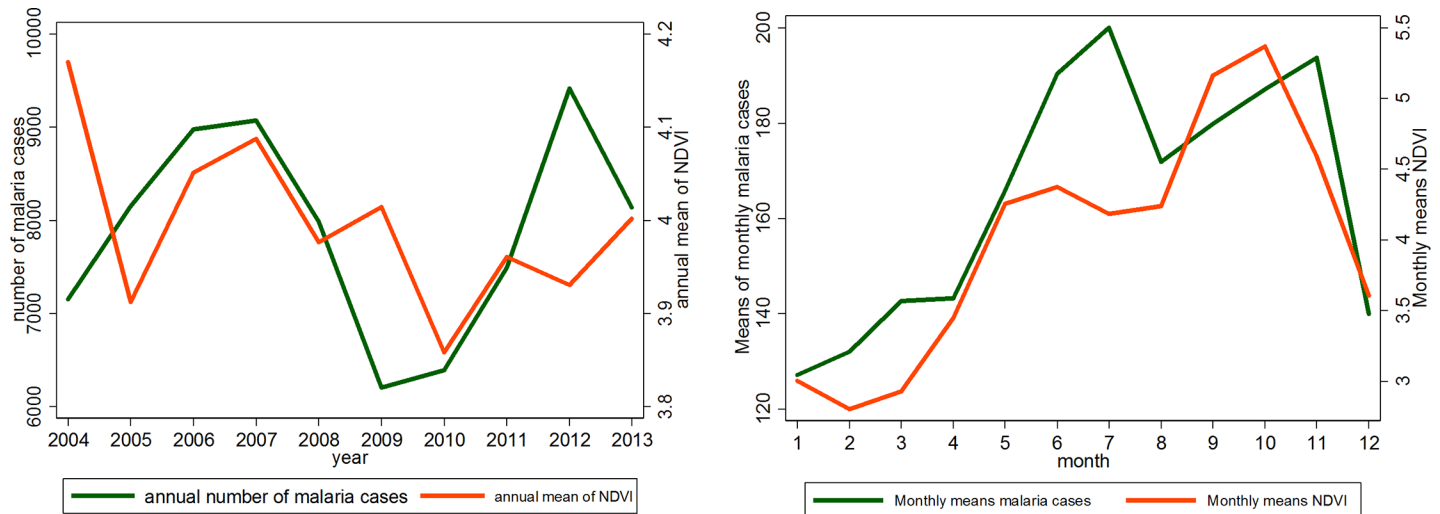 number of malaria cases
10000
9000
8000
7000
6000
4.2
4.1
4
3.9
3.8
annual mean of NDVI
2004 2005 2006 2007 2008 2009 2010 2011 2012 2013
year
annual number of malaria cases annual mean of NDVI
Means of monthly malaria cases
200
180
160
140
120
5.5
5
4.5
4
3.5
3
Monthly means NDVI
1 2 3 4 5 6 7 8 9 10 11 12
month
Monthly means malaria cases Monthly means NDVI